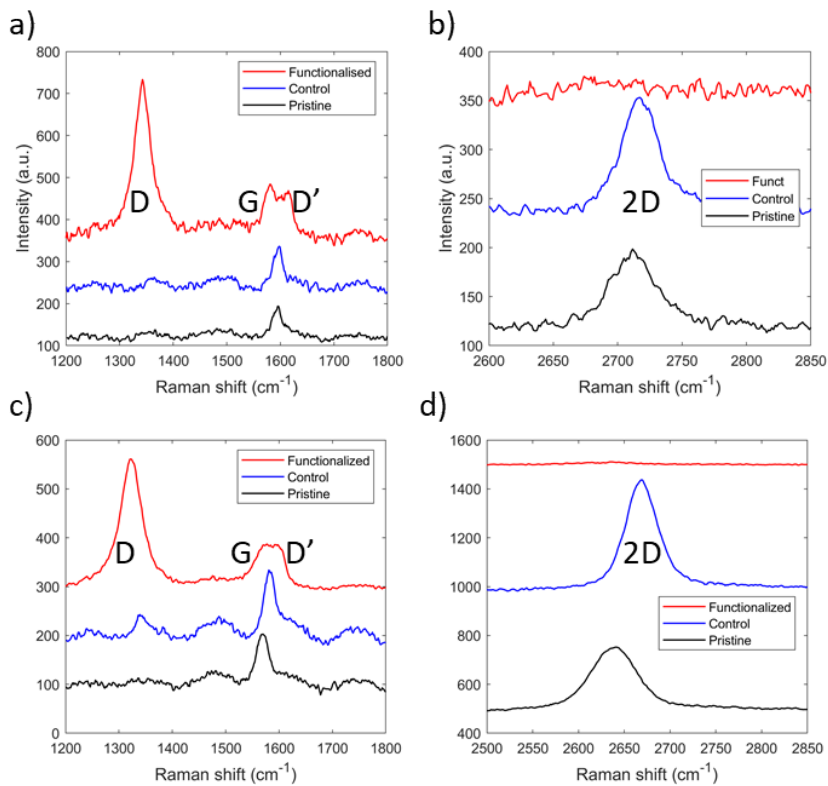 a)
800
700
600
500
400
300
200
100
Intensity (a.u.)
Functionalised
Control
Pristine
D
G
D’
1200 1300 1400 1500 1600 1700 1800
Raman shift (cm-1)
b)
400
350
300
250
200
150
100
Intensity (a.u.)
Funct
Control
Pristine
2D
2600 2650 2700 2750 2800 2850
Raman shift (cm-1)
c)
600
500
400
300
200
100
0
Functionalized
Control
Pristine
D
G
D’
1200 1300 1400 1500 1600 1700 1800
Raman shift (cm-1)
d)
1600
1400
1200
1000
800
600
400
2D
Functionalized
Control
Pristine
2500 2550 2600 2650 2700 2750 2800 2850
Raman shift (cm-1)